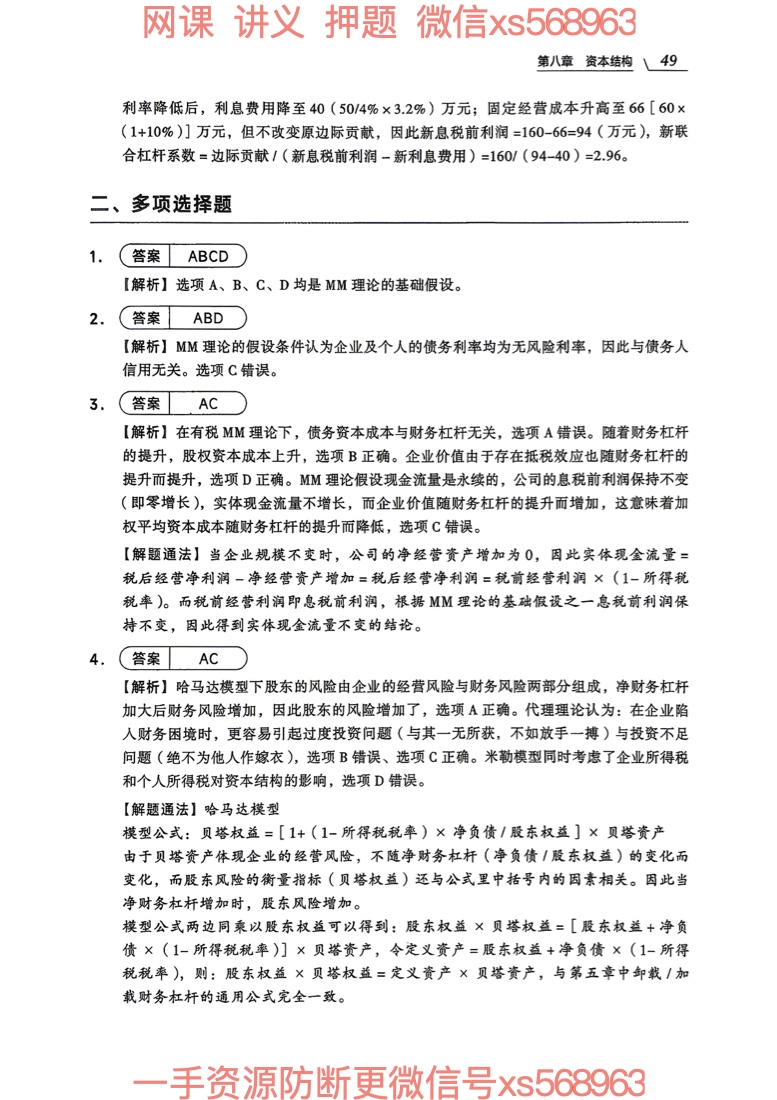 网课 讲义 押题 微信xs568963
第八章 资本结构 49
利率降低后，利息费用降至 40（50/4% × 3.2%）万元；固定经营成本升高至 66［60 ×
（1+10%）］万元，但不改变原边际贡献，因此新息税前利润 =160-66=94（万元），新联
合杠杆系数 = 边际贡献 /（新息税前利润 – 新利息费用）=160/（94-40）=2.96。
二、多项选择题
1. 答案 ABCD
【解析】选项 A、B、C、D 均是 MM 理论的基础假设。
2. 答案 ABD
【解析】MM 理论的假设条件认为企业及个人的债务利率均为无风险利率，因此与债务人
信用无关。选项 C 错误。
3. 答案 AC
【解析】在有税 MM 理论下，债务资本成本与财务杠杆无关，选项 A 错误。随着财务杠杆
的提升，股权资本成本上升，选项 B 正确。企业价值由于存在抵税效应也随财务杠杆的
提升而提升，选项 D 正确。MM 理论假设现金流量是永续的，公司的息税前利润保持不变
（即零增长），实体现金流量不增长，而企业价值随财务杠杆的提升而增加，这意味着加
权平均资本成本随财务杠杆的提升而降低，选项 C 错误。
【解题通法】当企业规模不变时，公司的净经营资产增加为 0，因此实体现金流量 =
税后经营净利润 – 净经营资产增加 = 税后经营净利润 = 税前经营利润 ×（1- 所得税
税率）。而税前经营利润即息税前利润，根据 MM 理论的基础假设之一息税前利润保
持不变，因此得到实体现金流量不变的结论。
4. 答案 AC
【解析】哈马达模型下股东的风险由企业的经营风险与财务风险两部分组成，净财务杠杆
加大后财务风险增加，因此股东的风险增加了，选项 A 正确。代理理论认为：在企业陷
入财务困境时，更容易引起过度投资问题（与其一无所获，不如放手一搏）与投资不足
问题（绝不为他人作嫁衣），选项 B 错误、选项 C 正确。米勒模型同时考虑了企业所得税
和个人所得税对资本结构的影响，选项 D 错误。
【解题通法】哈马达模型
模型公式：贝塔权益 =［1+（1- 所得税税率）× 净负债 / 股东权益］× 贝塔资产
由于贝塔资产体现企业的经营风险，不随净财务杠杆（净负债 / 股东权益）的变化而
变化，而股东风险的衡量指标（贝塔权益）还与公式里中括号内的因素相关。因此当
净财务杠杆增加时，股东风险增加。
模型公式两边同乘以股东权益可以得到：股东权益 × 贝塔权益 =［股东权益 + 净负
债 ×（1- 所得税税率）］× 贝塔资产，令定义资产 = 股东权益 + 净负债 ×（1- 所得
税税率），则：股东权益 × 贝塔权益 = 定义资产 × 贝塔资产，与第五章中卸载 / 加
载财务杠杆的通用公式完全一致。
一手资源防断更微信号xs568963